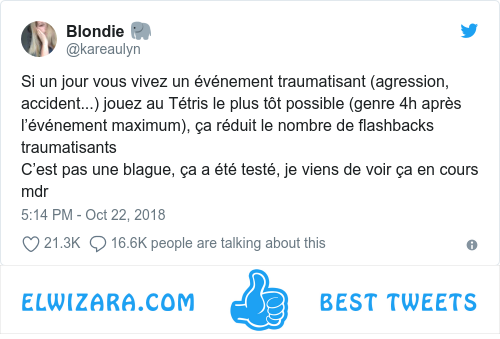 Blondie 🐘
@kareaulyn
Si un jour vous vivez un événement traumatisant (agression,
accident...) jouez au Tétris le plus tôt possible (genre 4h après
l'événement maximum), ça réduit le nombre de flashbacks
traumatisants
C'est pas une blague, ça a été testé, je viens de voir ça en cours
mdr
5:14 PM - Oct 22, 2018
21.3K 16.6K people are talking about this
ELWIZARA.COM BEST TWEETS